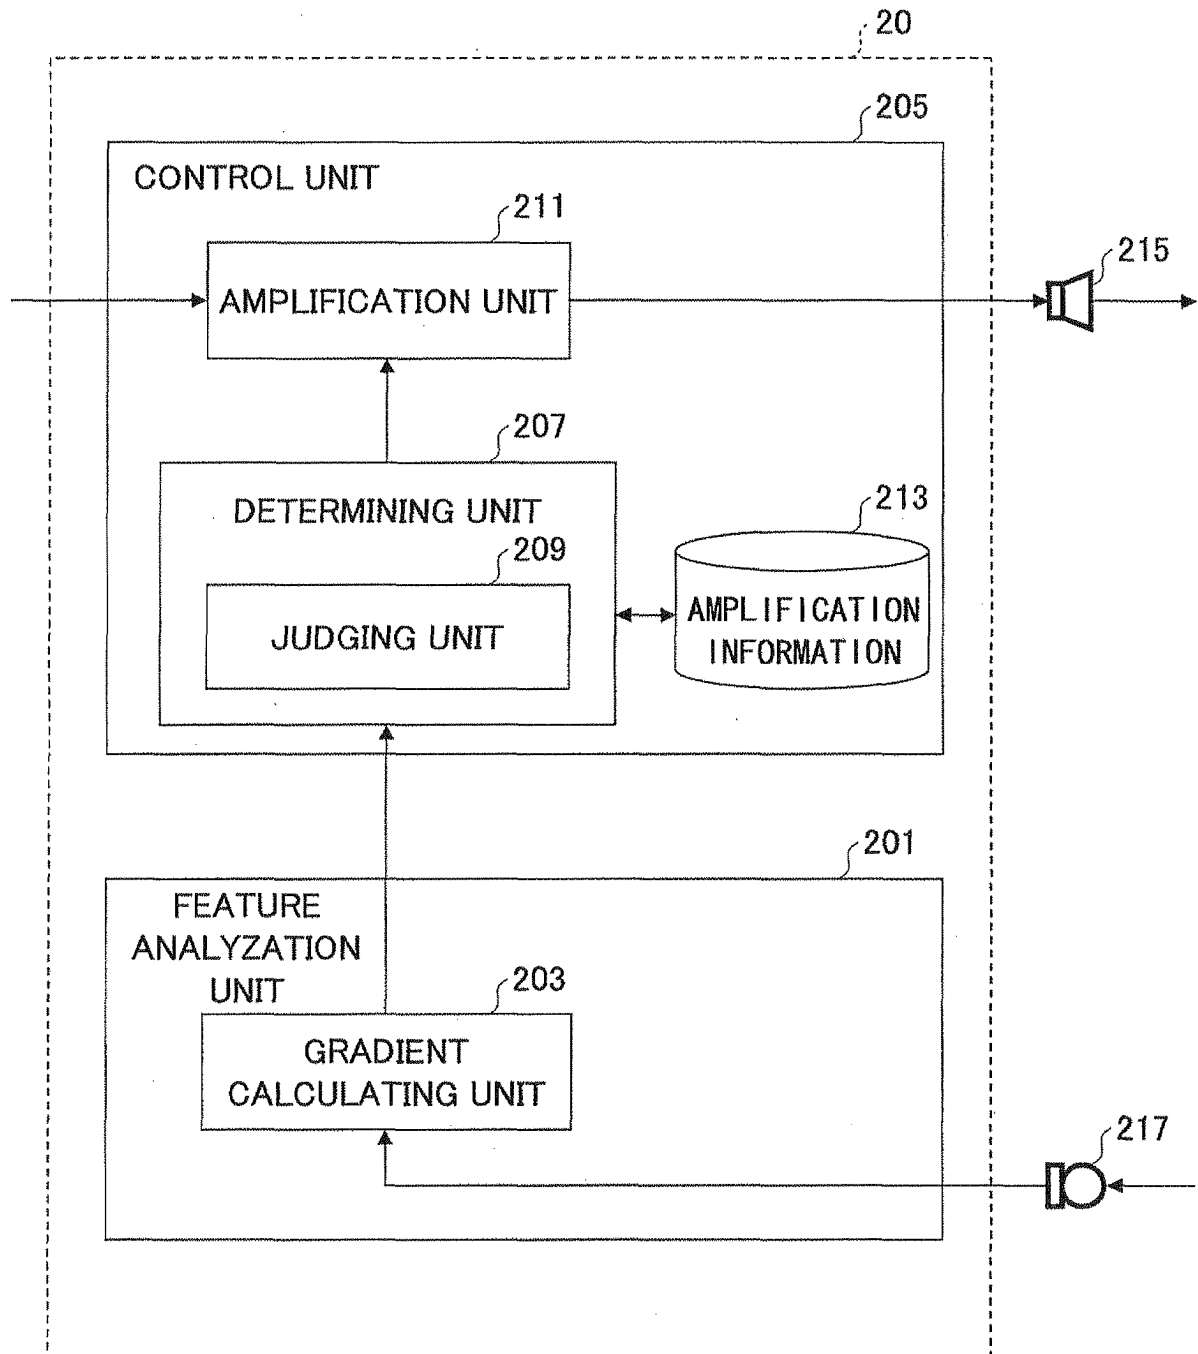 20
205
CONTROL UNIT
211
AMPLIFICATION UNIT
215
207
DETERMINING UNIT
213
209
JUDGING UNIT
AMPLIFICATION
INFORMATION
201
FEATURE
ANALYZATION
UNIT
203
GRADIENT
CALCULATING UNIT
217